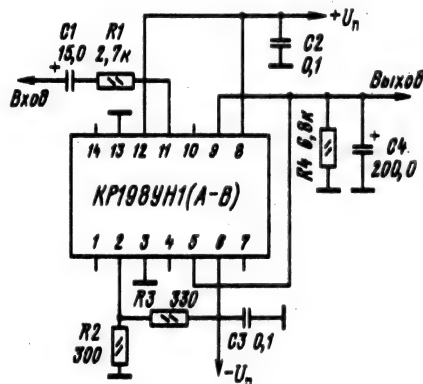 C1
15,0
R1
2,7к
+Uп
C2
0,1
Вход
Выход
14 13 12 11 10 9 8
КР198УН1(А-В)
1 2 3 4 5 6 7
R4 6,8к
+
C4
200,0
R3 330
R2
300
C3 0,1
-Uп